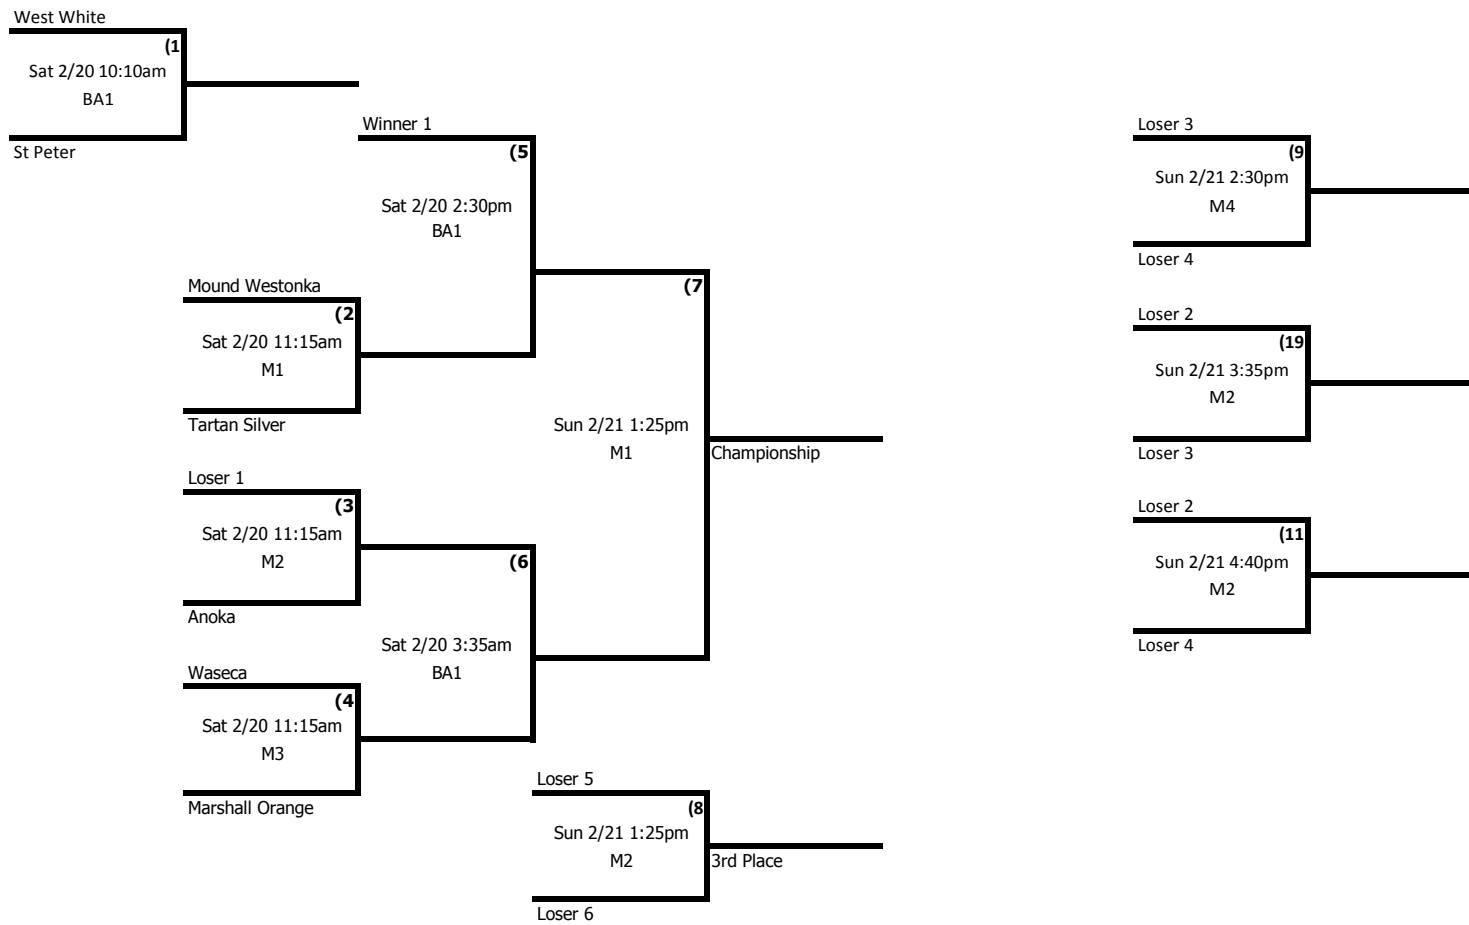 West White
(1
Sat 2/20 10:10am
BA1
St Peter
Winner 1
(5
Sat 2/20 2:30pm
BA1
Mound Westonka
(2
Sat 2/20 11:15am
M1
Tartan Silver
(7
Sun 2/21 1:25pm
M1
Championship
Loser 1
(3
Sat 2/20 11:15am
M2
Anoka
(6
Sat 2/20 3:35am
BA1
Waseca
(4
Sat 2/20 11:15am
M3
Marshall Orange
Loser 5
(8
Sun 2/21 1:25pm
M2
3rd Place
Loser 6
Loser 3
(9
Sun 2/21 2:30pm
M4
Loser 4
Loser 2
(19
Sun 2/21 3:35pm
M2
Loser 3
Loser 2
(11
Sun 2/21 4:40pm
M2
Loser 4